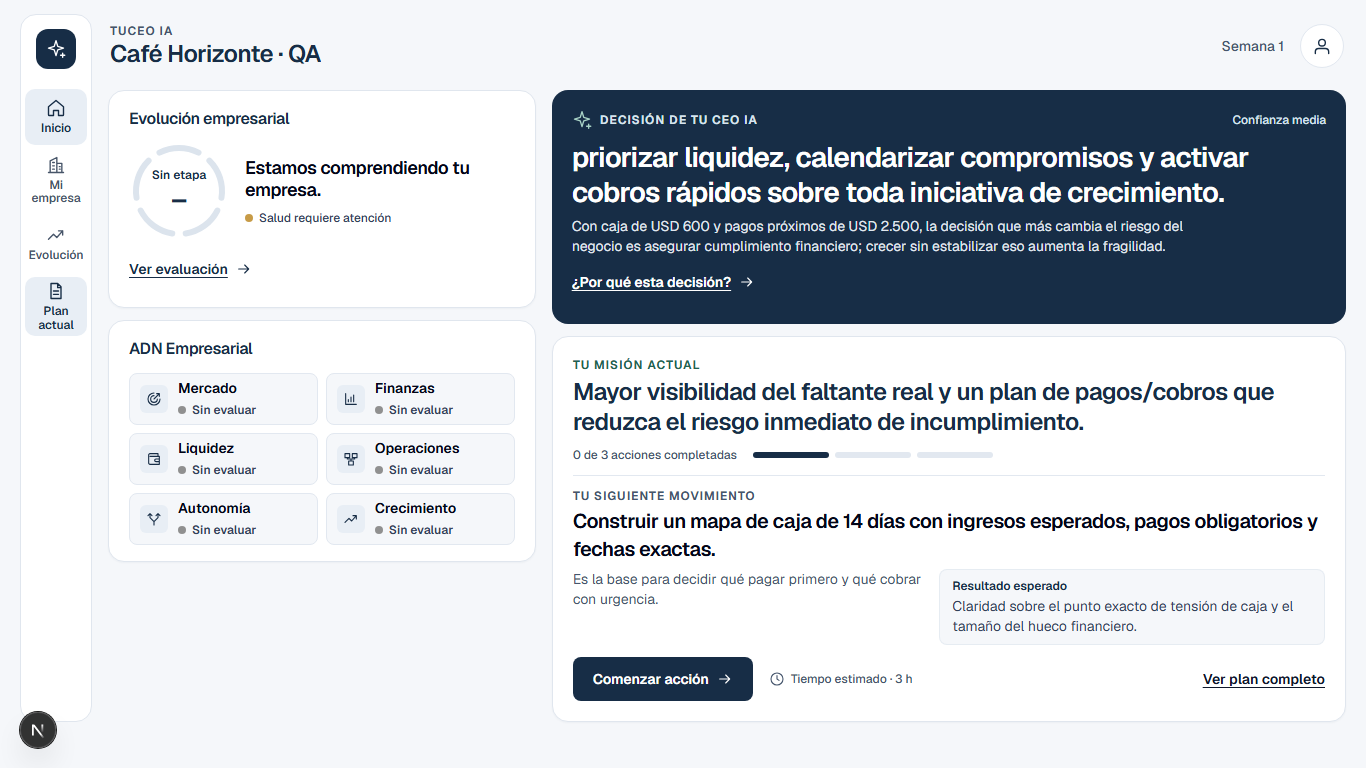 TUCEO IA
Café Horizonte · QA
Semana 1
Inicio
Mi
empresa
Evolución
Plan
actual
Evolución empresarial
Sin etapa
–
Estamos comprendiendo tu
empresa.
Salud requiere atención
Ver evaluación →
ADN Empresarial
Mercado
Sin evaluar
Finanzas
Sin evaluar
Liquidez
Sin evaluar
Operaciones
Sin evaluar
Autonomía
Sin evaluar
Crecimiento
Sin evaluar
DECISIÓN DE TU CEO IA
Confianza media
priorizar liquidez, calendarizar compromisos y activar
cobros rápidos sobre toda iniciativa de crecimiento.
Con caja de USD 600 y pagos próximos de USD 2.500, la decisión que más cambia el riesgo del
negocio es asegurar cumplimiento financiero; crecer sin estabilizar eso aumenta la fragilidad.
¿Por qué esta decisión? →
TU MISIÓN ACTUAL
Mayor visibilidad del faltante real y un plan de pagos/cobros que
reduzca el riesgo inmediato de incumplimiento.
0 de 3 acciones completadas
TU SIGUIENTE MOVIMIENTO
Construir un mapa de caja de 14 días con ingresos esperados, pagos obligatorios y
fechas exactas.
Es la base para decidir qué pagar primero y qué cobrar
con urgencia.
Resultado esperado
Claridad sobre el punto exacto de tensión de caja y el
tamaño del hueco financiero.
Comenzar acción →
Tiempo estimado · 3 h
Ver plan completo
N